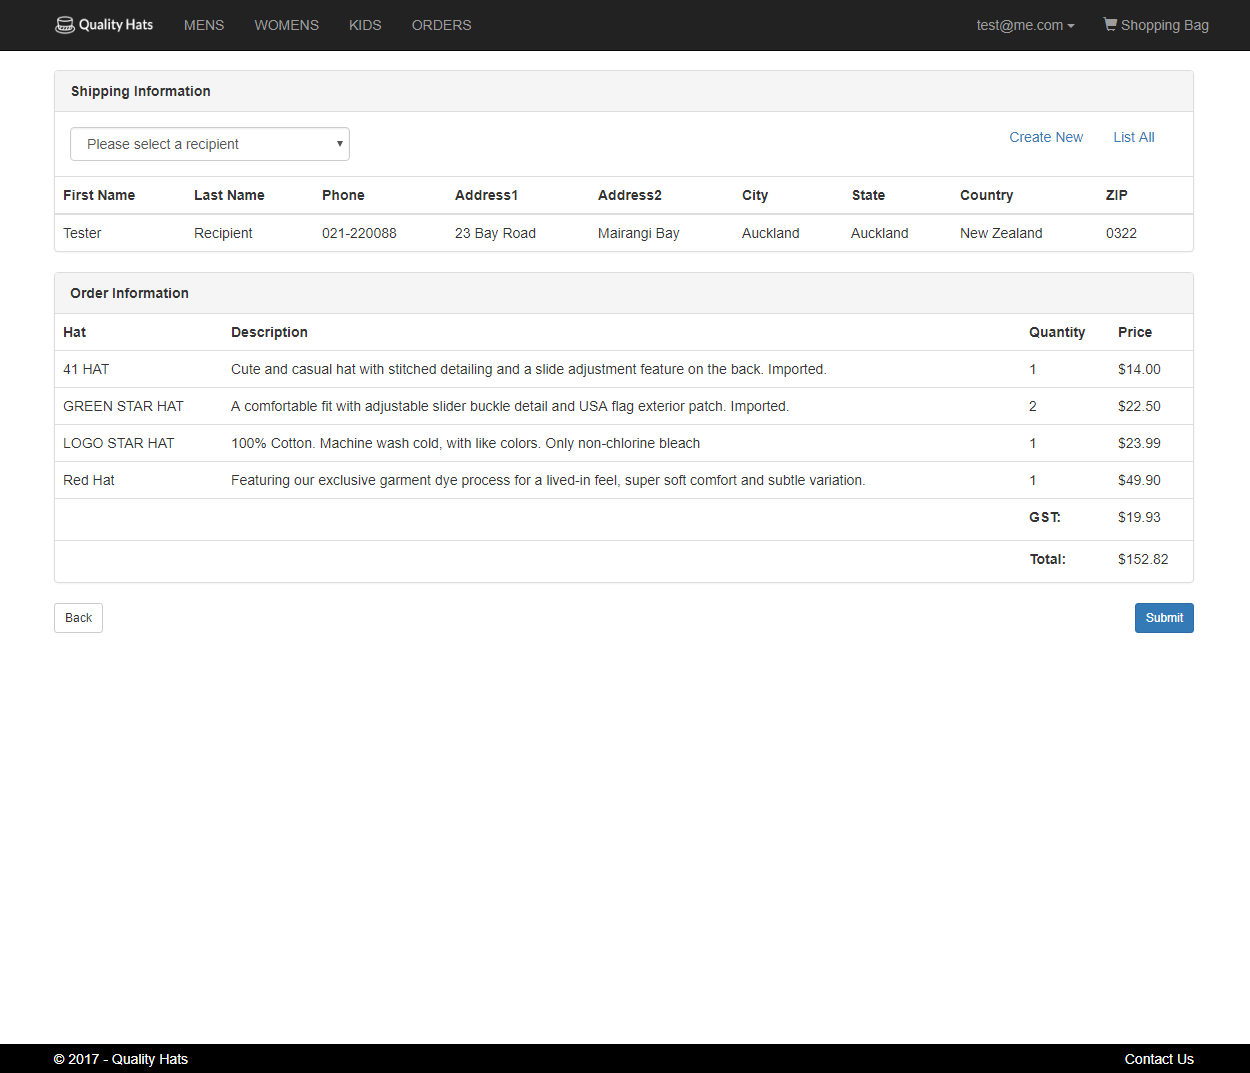 Quality Hats MENS WOMENS KIDS ORDERS test@me.com Shopping Bag
Shipping Information
Please select a recipient Create New List All
First Name Last Name Phone Address1 Address2 City State Country ZIP
Tester Recipient 021-220088 23 Bay Road Mairangi Bay Auckland Auckland New Zealand 0322
Order Information
Hat Description Quantity Price
41 HAT Cute and casual hat with stitched detailing and a slide adjustment feature on the back. Imported. 1 $14.00
GREEN STAR HAT A comfortable fit with adjustable slider buckle detail and USA flag exterior patch. Imported. 2 $22.50
LOGO STAR HAT 100% Cotton. Machine wash cold, with like colors. Only non-chlorine bleach 1 $23.99
Red Hat Featuring our exclusive garment dye process for a lived-in feel, super soft comfort and subtle variation. 1 $49.90
GST: $19.93
Total: $152.82
Back Submit
© 2017 - Quality Hats Contact Us